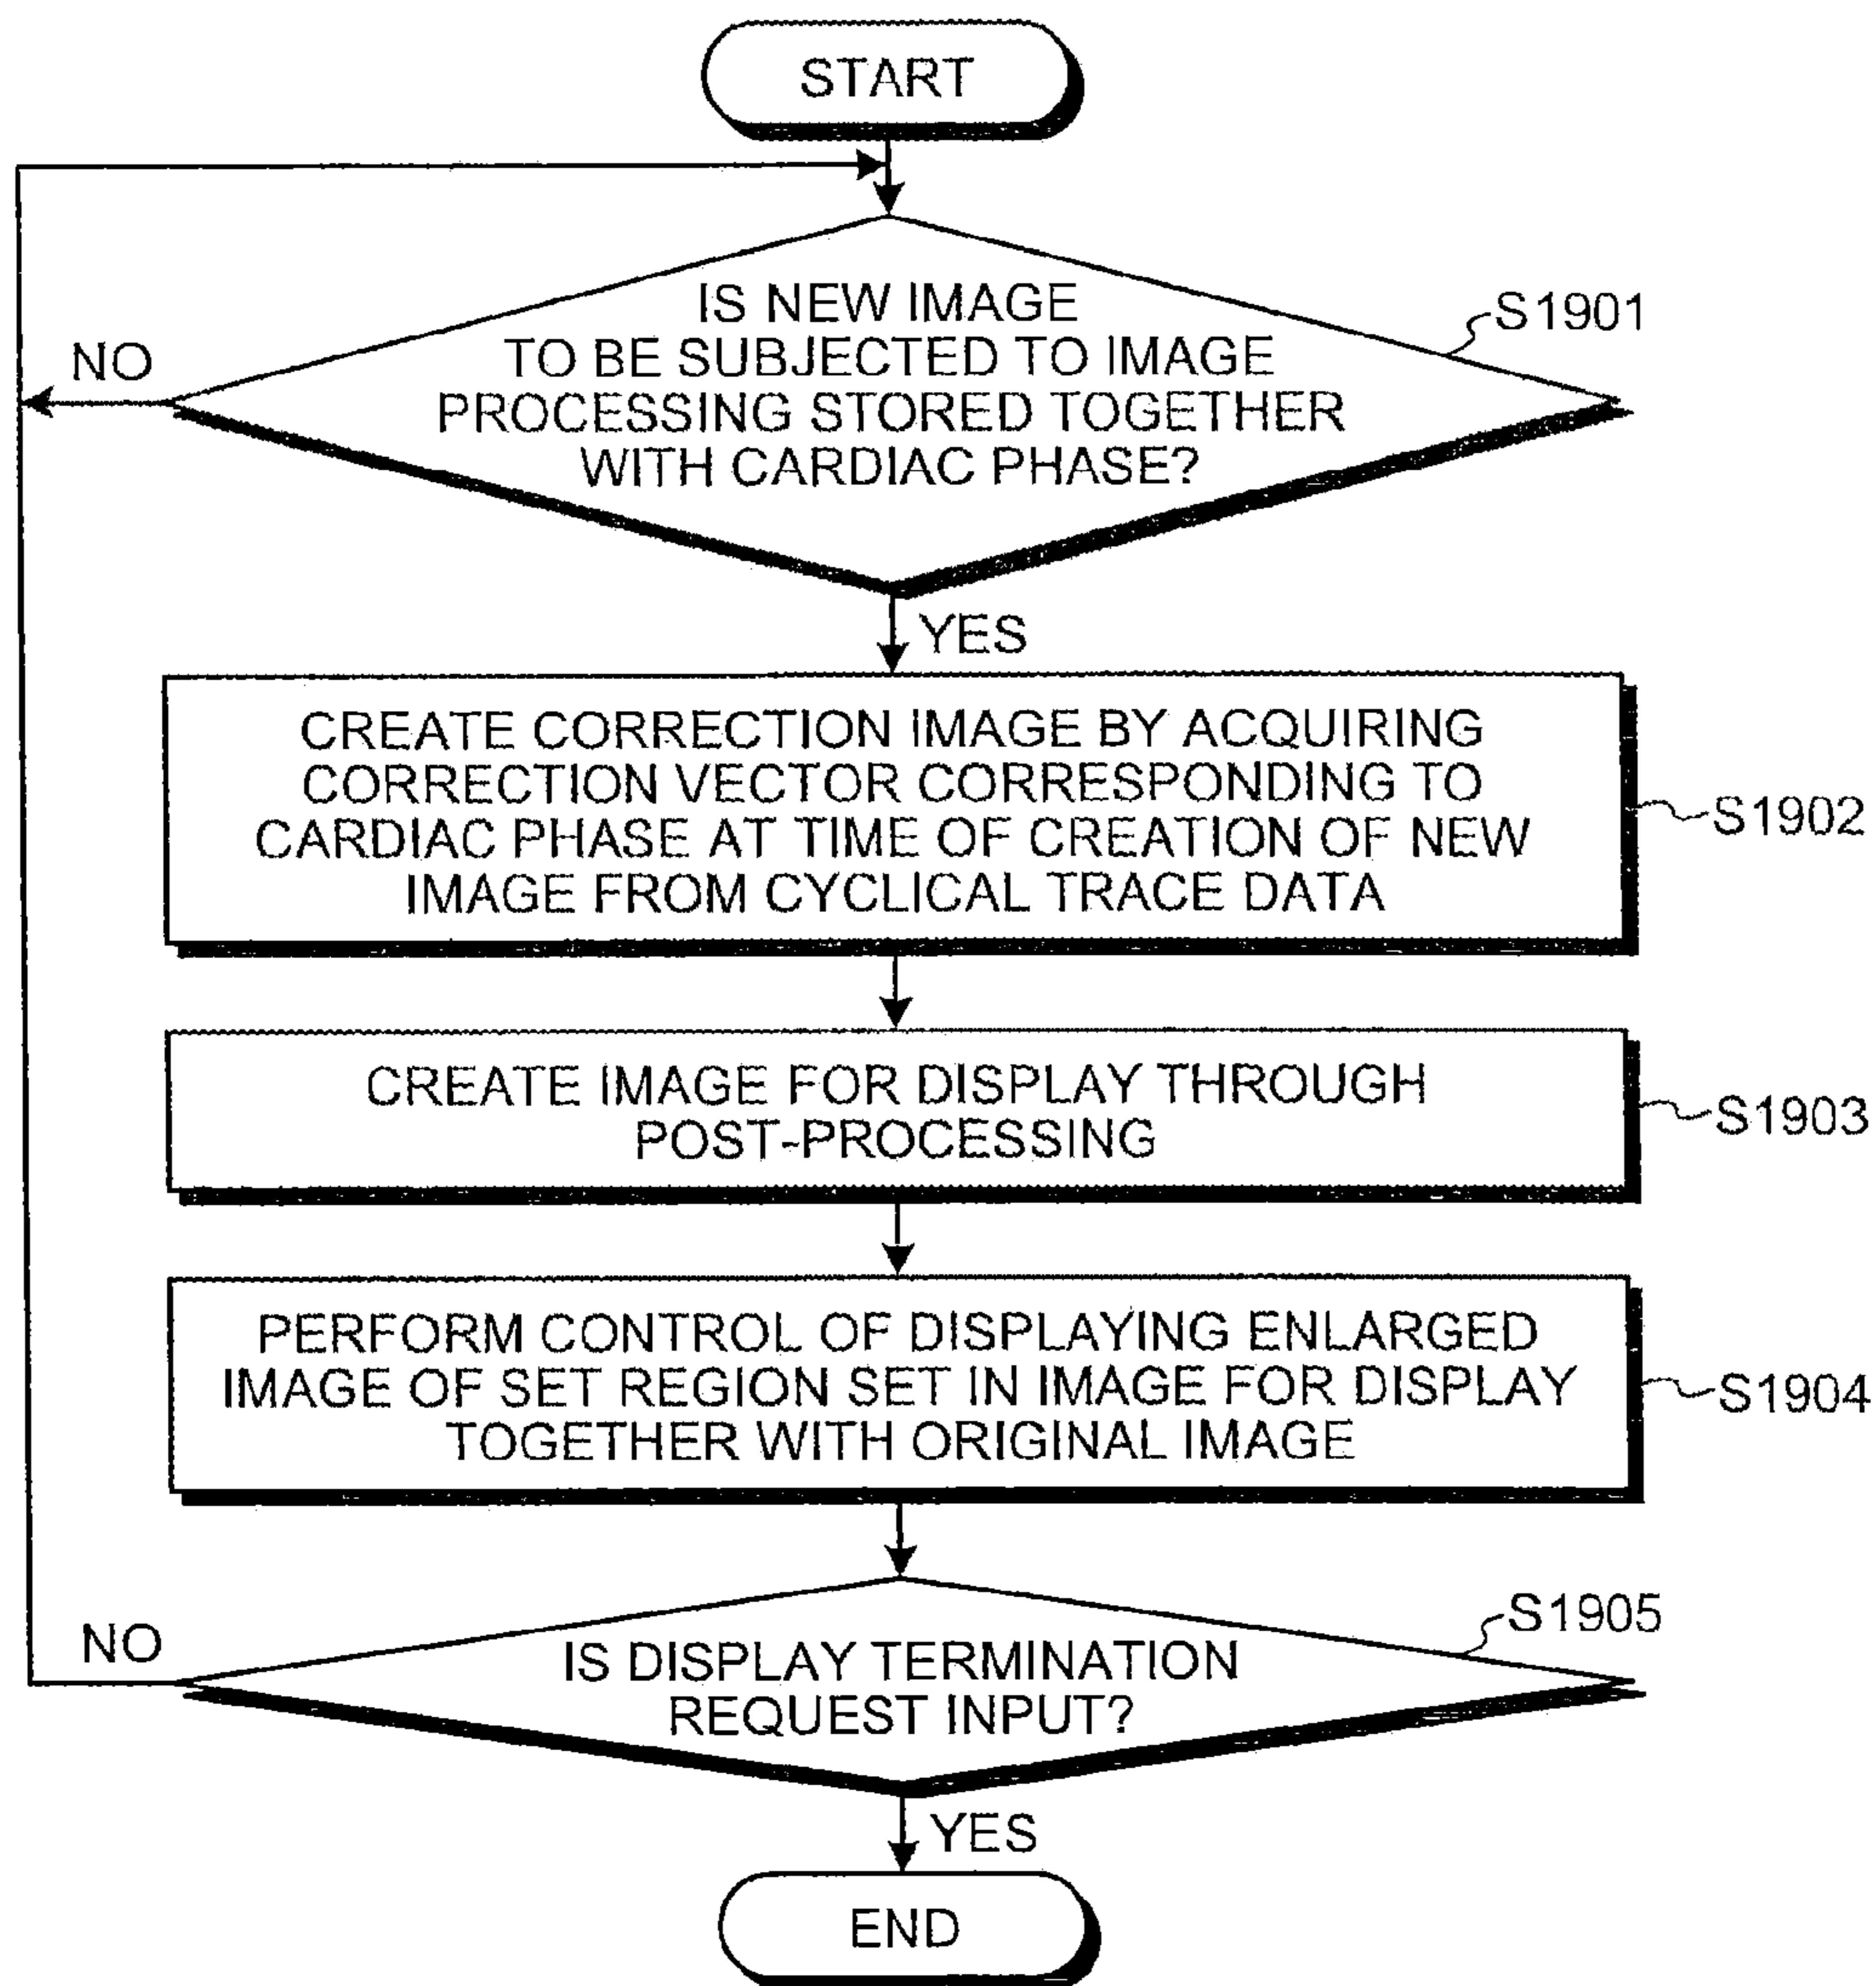 START
IS NEW IMAGE
TO BE SUBJECTED TO IMAGE
PROCESSING STORED TOGETHER
WITH CARDIAC PHASE?
S1901
NO
YES
CREATE CORRECTION IMAGE BY ACQUIRING
CORRECTION VECTOR CORRESPONDING TO
CARDIAC PHASE AT TIME OF CREATION OF NEW
IMAGE FROM CYCLICAL TRACE DATA
S1902
CREATE IMAGE FOR DISPLAY THROUGH
POST-PROCESSING
S1903
PERFORM CONTROL OF DISPLAYING ENLARGED
IMAGE OF SET REGION SET IN IMAGE FOR DISPLAY
TOGETHER WITH ORIGINAL IMAGE
S1904
IS DISPLAY TERMINATION
REQUEST INPUT?
S1905
NO
YES
END